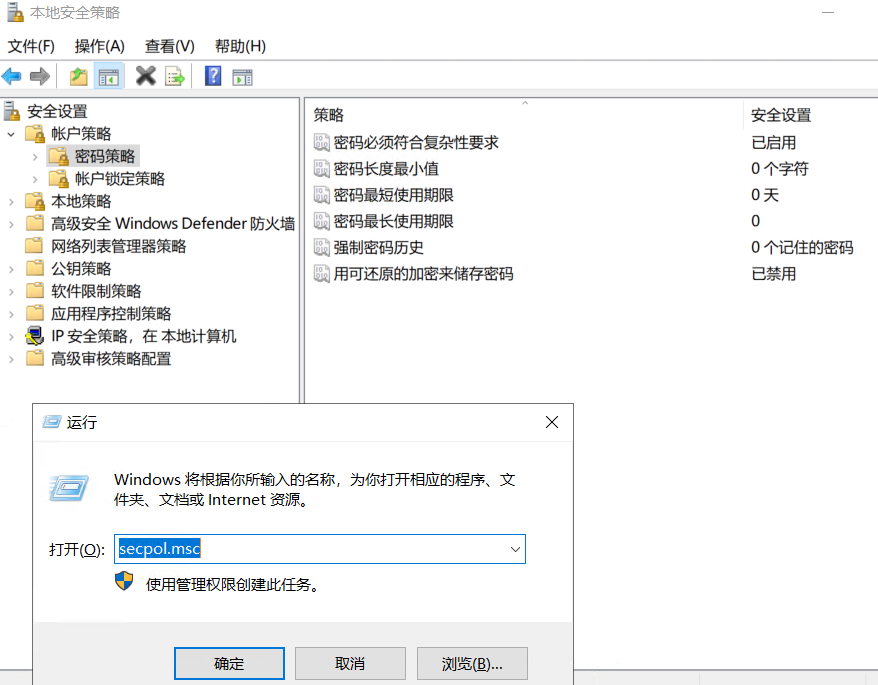 本地安全策略
文件(F) 操作(A) 查看(V) 帮助(H)
安全设置
帐户策略
密码策略
帐户锁定策略
本地策略
高级安全 Windows Defender 防火墙
网络列表管理器策略
公钥策略
软件限制策略
应用程序控制策略
IP 安全策略，在 本地计算机
高级审核策略配置
策略 安全设置
密码必须符合复杂性要求 已启用
密码长度最小值 0 个字符
密码最短使用期限 0 天
密码最长使用期限 0
强制密码历史 0 个记住的密码
用可还原的加密来储存密码 已禁用
运行
Windows 将根据你所输入的名称，为你打开相应的程序、文
件夹、文档或 Internet 资源。
打开(O): secpol.msc
使用管理权限创建此任务。
确定 取消 浏览(B)...